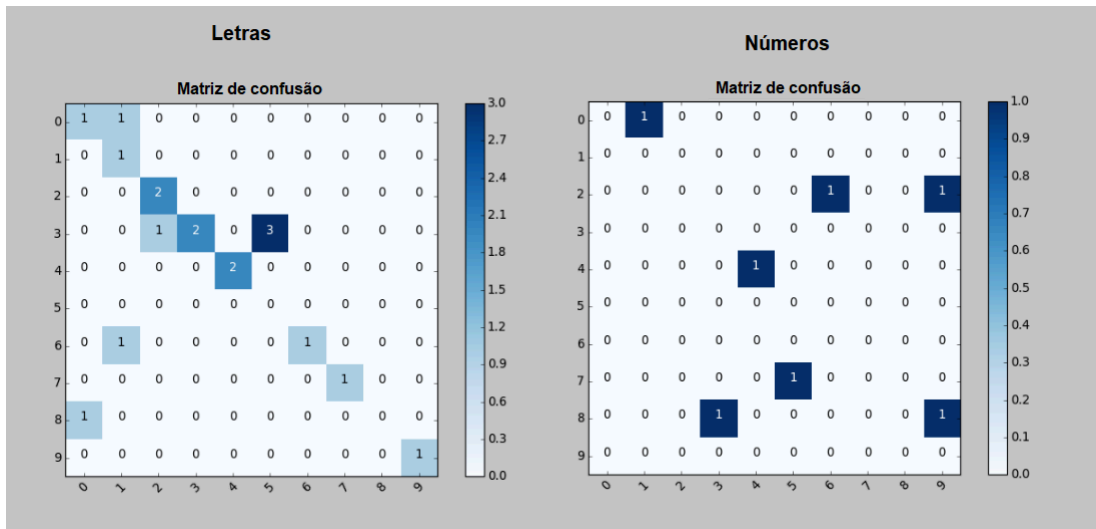 Letras
Matriz de confusão
0 1 1 0 0 0 0 0 0 0 0
1 0 1 0 0 0 0 0 0 0 0
2 0 0 2 0 0 0 0 0 0 0
3 0 0 1 2 0 3 0 0 0 0
4 0 0 0 0 2 0 0 0 0 0
5 0 0 0 0 0 0 0 0 0 0
6 0 1 0 0 0 0 1 0 0 0
7 0 0 0 0 0 0 0 1 0 0
8 1 0 0 0 0 0 0 0 0 0
9 0 0 0 0 0 0 0 0 0 1
0 1 2 3 4 5 6 7 8 9
3.0
2.7
2.4
2.1
1.8
1.5
1.2
0.9
0.6
0.3
0.0
Números
Matriz de confusão
0 0 1 0 0 0 0 0 0 0 0
1 0 0 0 0 0 0 0 0 0 0
2 0 0 0 0 0 0 1 0 0 1
3 0 0 0 0 0 0 0 0 0 0
4 0 0 0 0 1 0 0 0 0 0
5 0 0 0 0 0 0 0 0 0 0
6 0 0 0 0 0 0 0 0 0 0
7 0 0 0 0 0 1 0 0 0 0
8 0 0 0 1 0 0 0 0 0 1
9 0 0 0 0 0 0 0 0 0 0
0 1 2 3 4 5 6 7 8 9
1.0
0.9
0.8
0.7
0.6
0.5
0.4
0.3
0.2
0.1
0.0